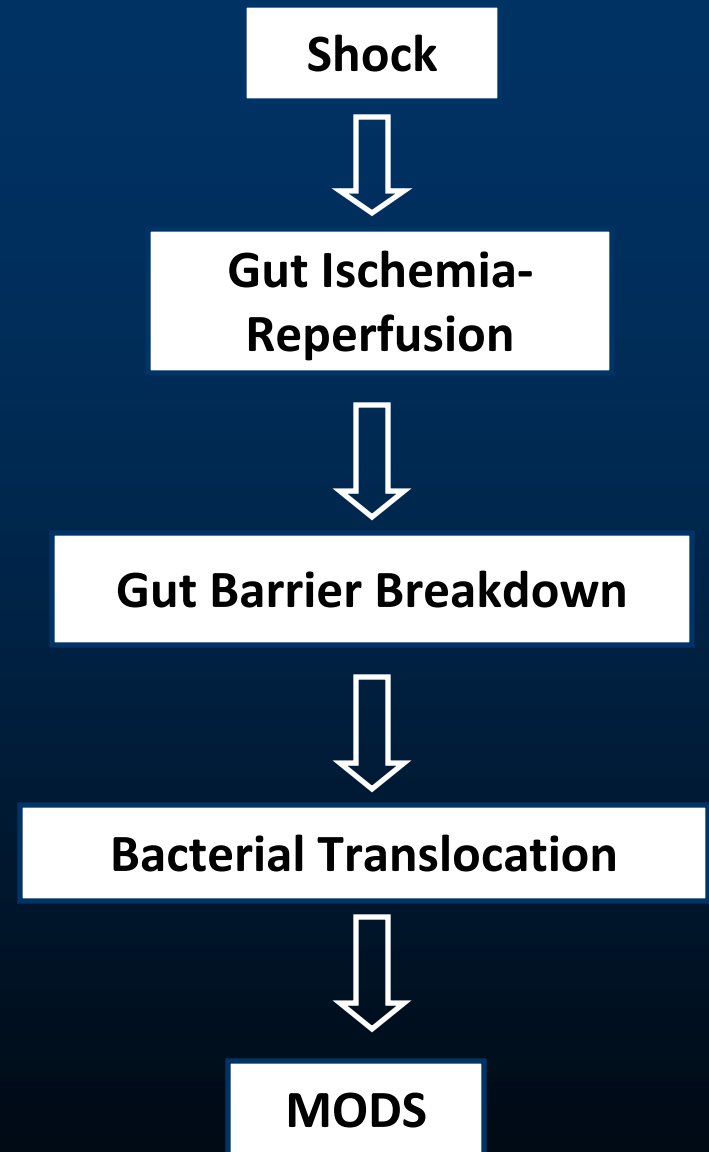 Shock
Gut Ischemia-
Reperfusion
Gut Barrier Breakdown
Bacterial Translocation
MODS